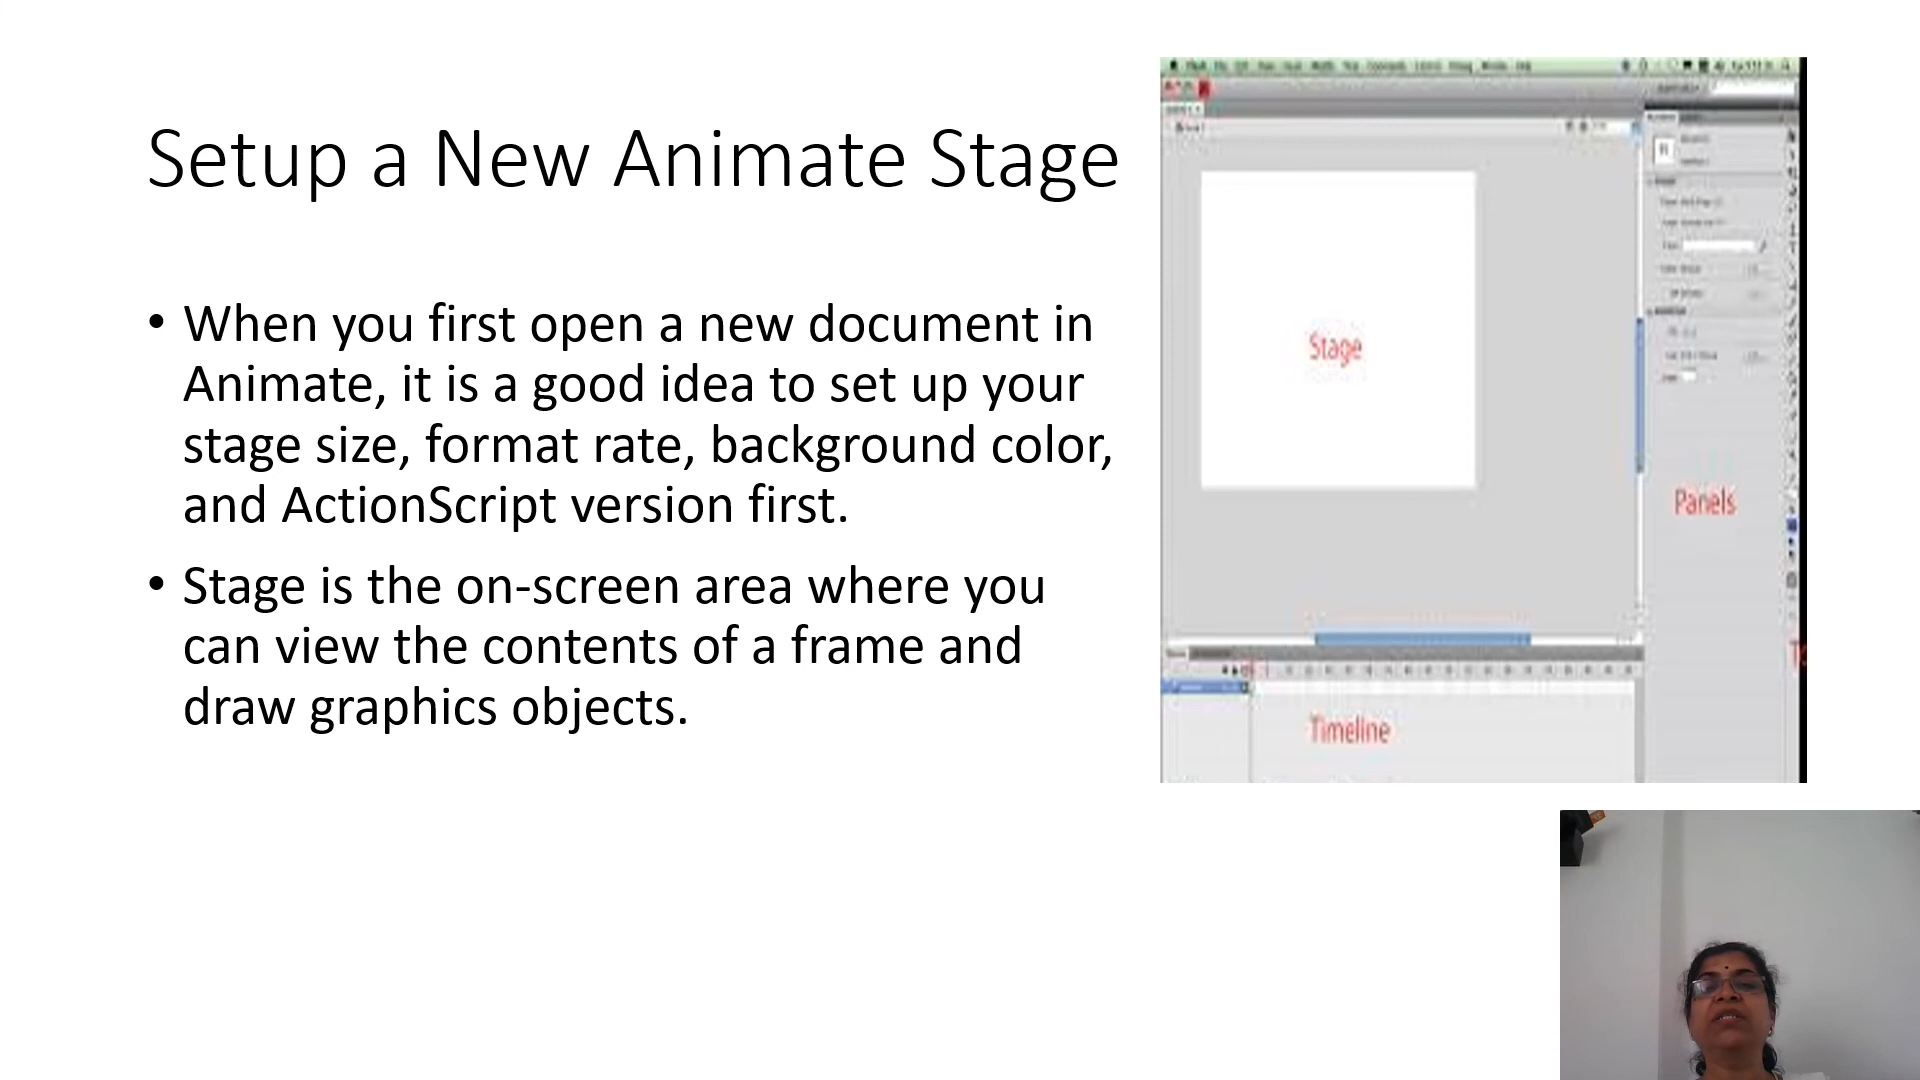 Setup a New Animate Stage
• When you first open a new document in
Animate, it is a good idea to set up your
stage size, format rate, background color,
and ActionScript version first.
• Stage is the on-screen area where you
can view the contents of a frame and
draw graphics objects.
Stage
Panels
Timeline